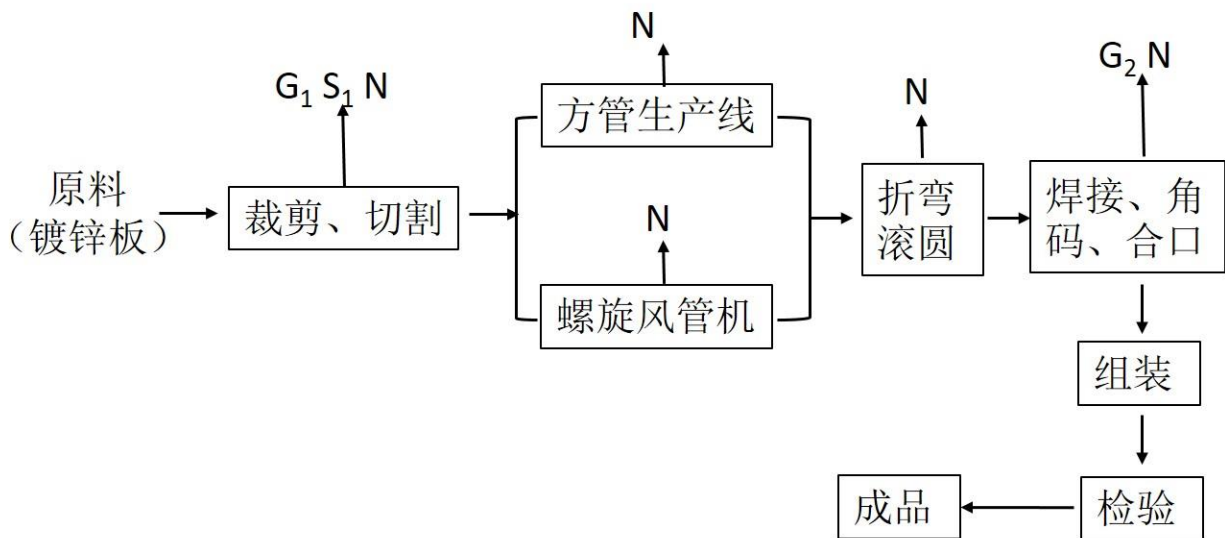 原料
（镀锌板）
G₁ S₁ N
裁剪、切割
N
方管生产线
N
螺旋风管机
N
折弯
滚圆
G₂ N
焊接、角
码、合口
组装
检验
成品